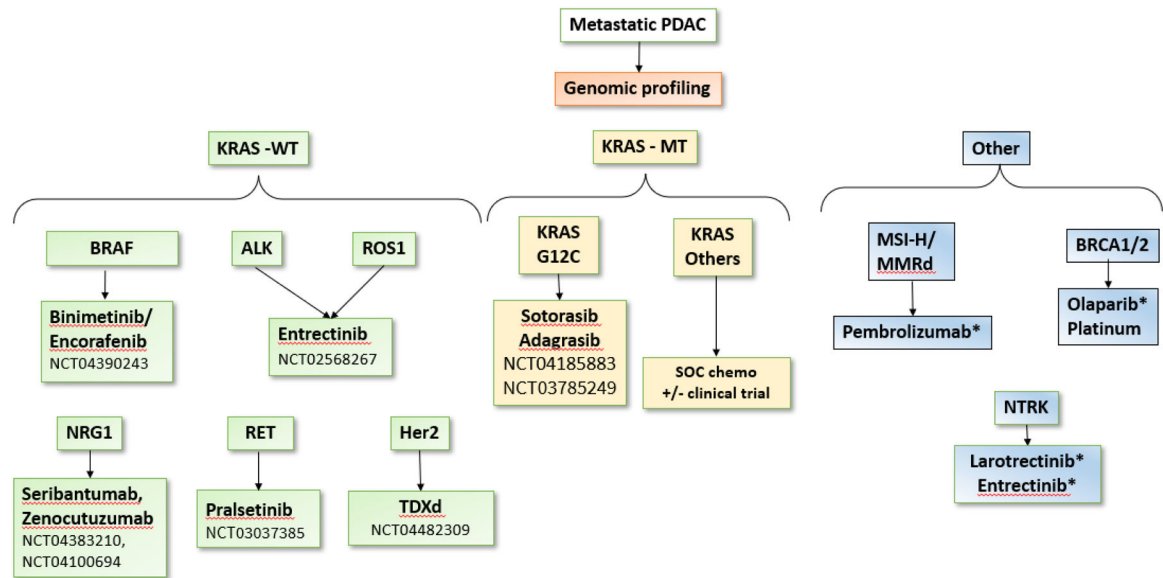 Metastatic PDAC
Genomic profiling
KRAS -WT
KRAS - MT
Other
BRAF
ALK
ROS1
KRAS
G12C
KRAS
Others
MSI-H/
MMRd
BRCA1/2
Binimetinib/
Encorafenib
NCT04390243
Entrectinib
NCT02568267
Sotorasib
Adagrasib
NCT04185883
NCT03785249
SOC chemo
+/- clinical trial
Pembrolizumab*
Olaparib*
Platinum
NRG1
RET
Her2
NTRK
Seribantumab,
Zenocutuzumab
NCT04383210,
NCT04100694
Pralsetinib
NCT03037385
TDXd
NCT04482309
Larotrectinib*
Entrectinib*